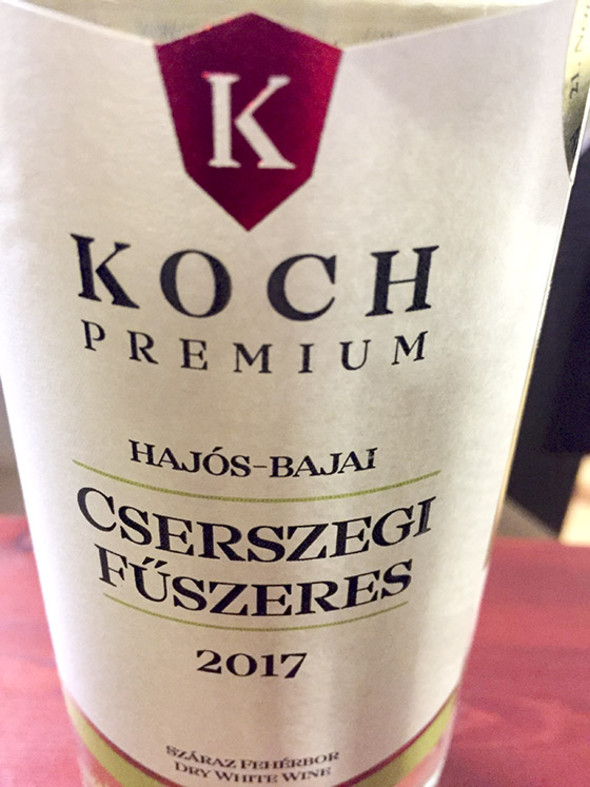 K
KOCH
PREMIUM
HAJÓS-BAJAI
CSERSZEGI
FŰSZERES
2017
SZÁRAZ FEHÉRBOR
DRY WHITE WINE